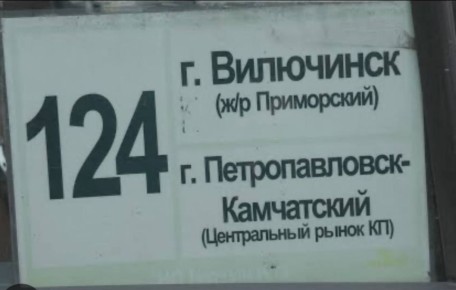 124
г. Вилючинск
(ж/р Приморский)
г. Петропавловск-
Камчатский
(Центральный рынок КП)